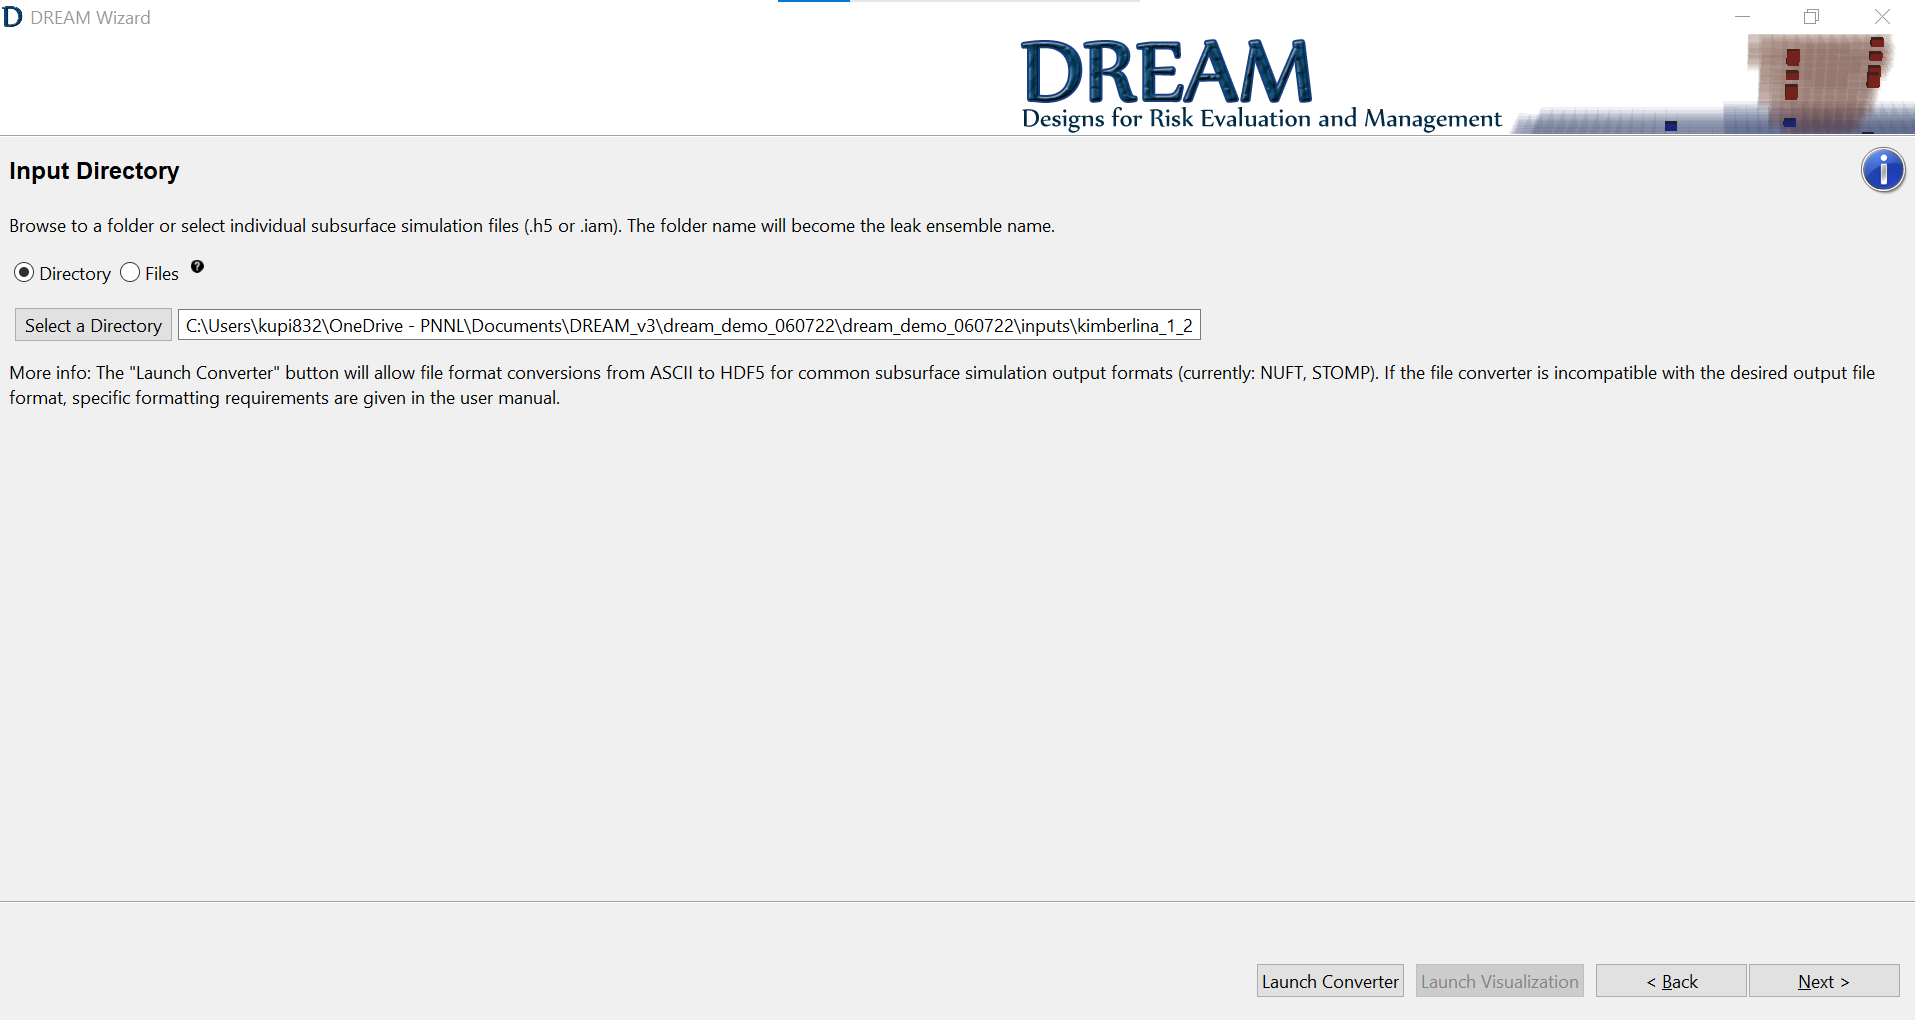 DREAM Wizard
DREAM
Designs for Risk Evaluation and Management
Input Directory
Browse to a folder or select individual subsurface simulation files (.h5 or .iam). The folder name will become the leak ensemble name.
Directory Files ?
Select a Directory C:\Users\kupi832\OneDrive - PNNL\Documents\DREAM_v3\dream_demo_060722\dream_demo_060722\inputs\kimberlina_1_2
More info: The "Launch Converter" button will allow file format conversions from ASCII to HDF5 for common subsurface simulation output formats (currently: NUFT, STOMP). If the file converter is incompatible with the desired output file
format, specific formatting requirements are given in the user manual.
Launch Converter Launch Visualization < Back Next >